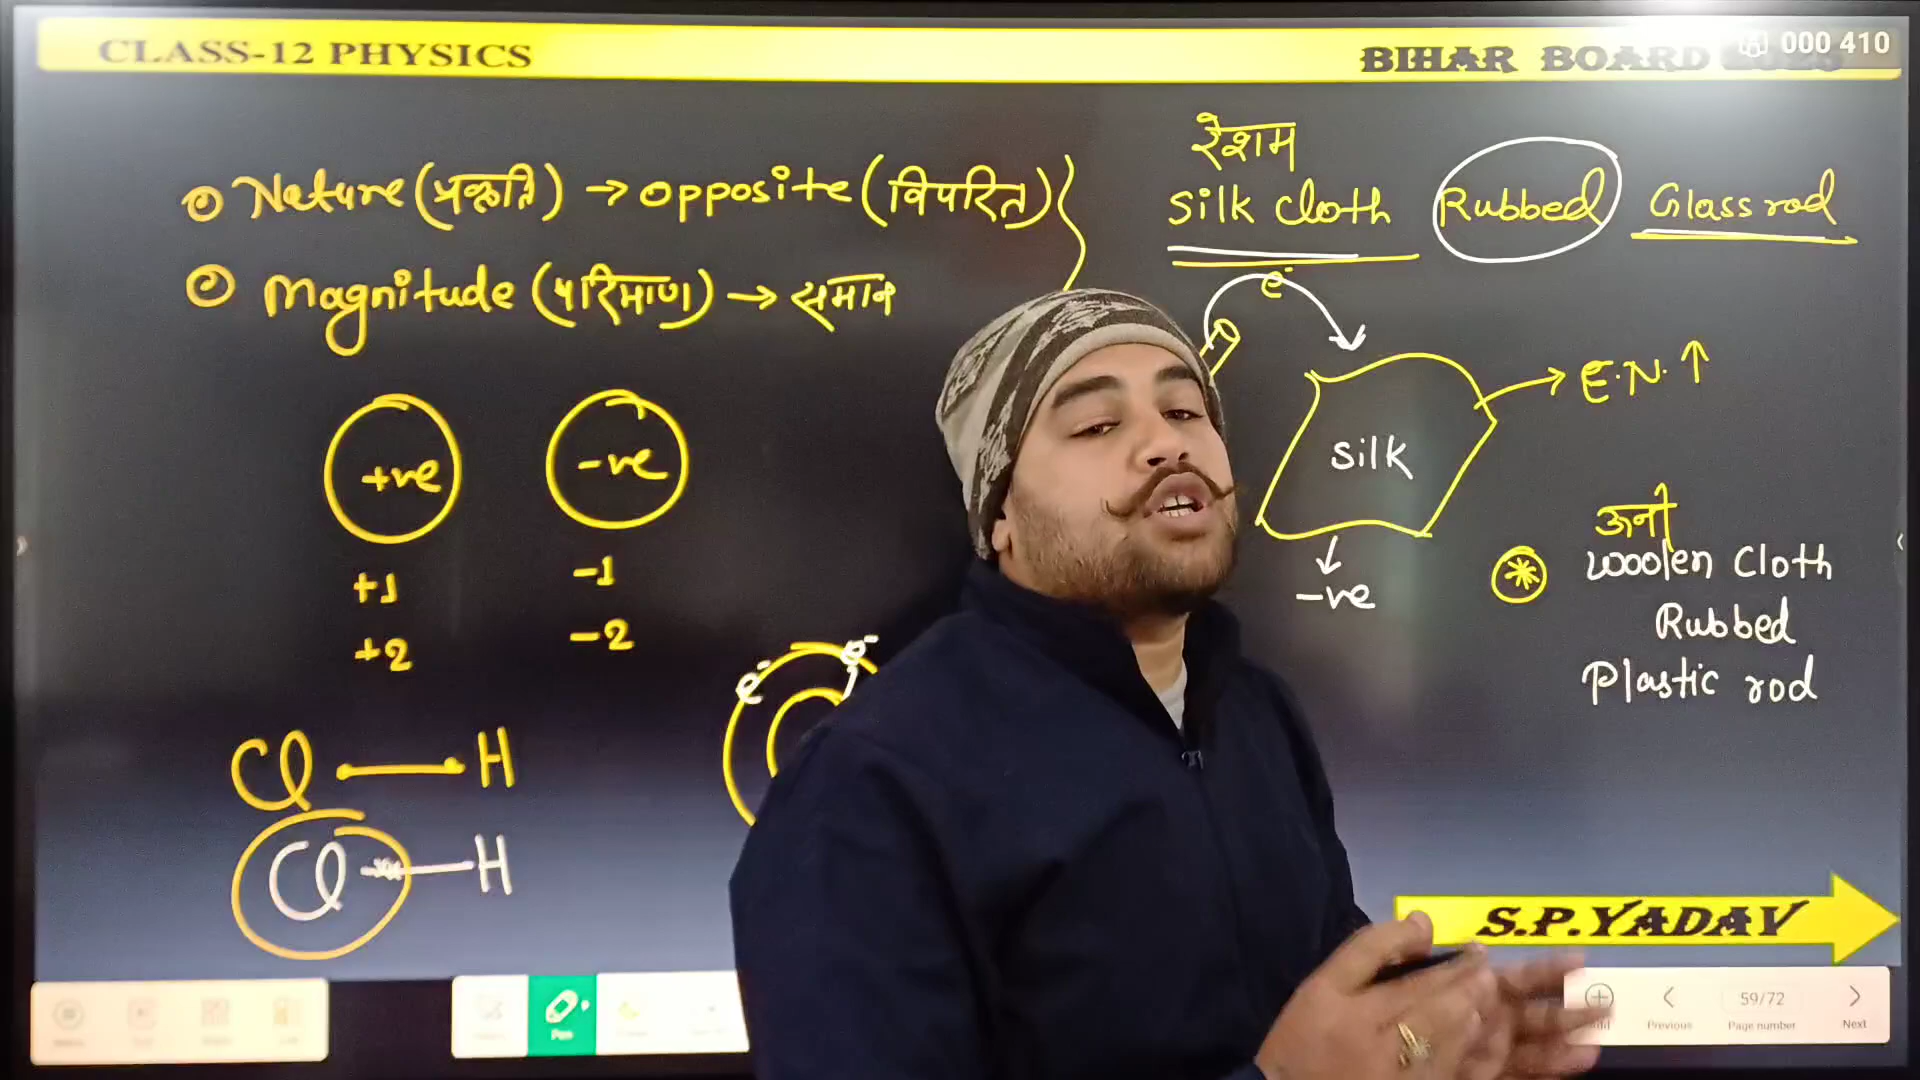 CLASS-12 PHYSICS
BIHAR BOARD
000 410
Nature (प्रकृति) → opposite (विपरित)
Magnitude (परिमाण) → समान
+ve
-ve
+1
-1
+2
-2
Cl H
Cl H
e-
e-
रेशम
Silk Cloth Rubbed Glass rod
e-
E.N. ↑
Silk
-ve
ऊनी
Woolen Cloth
Rubbed
Plastic rod
S.P.YADAV
Pen
Previous
59/72
Page number
Next